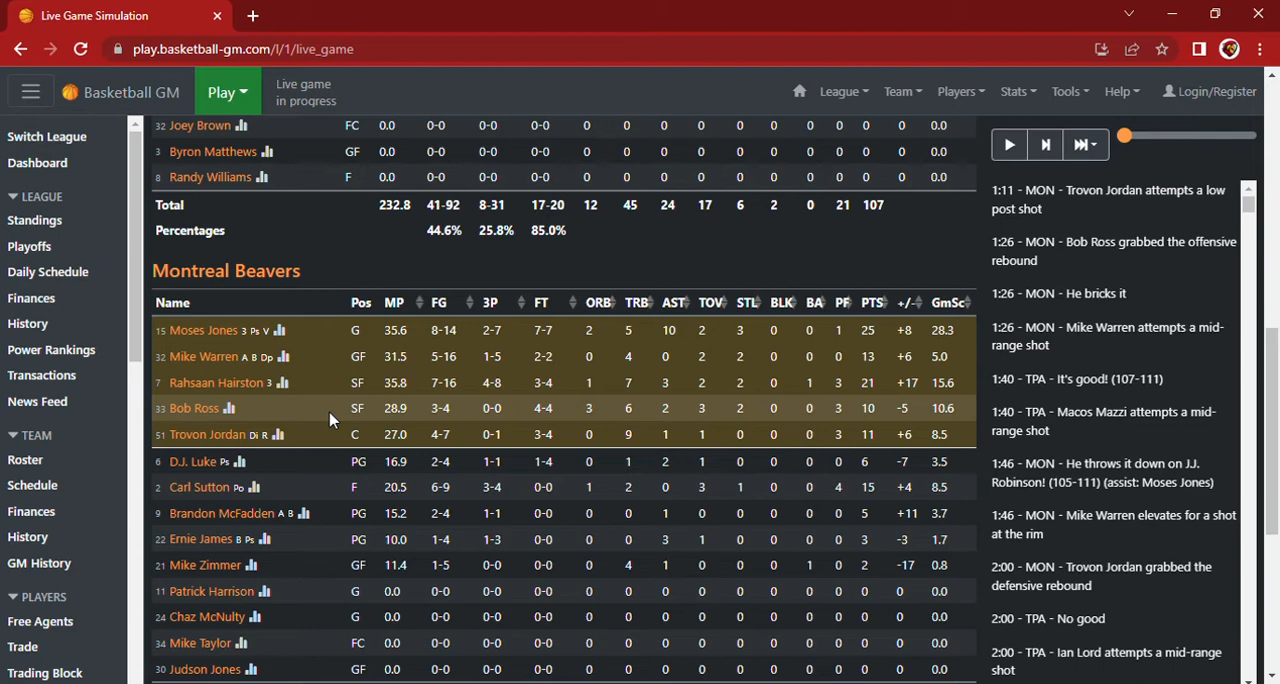 Live Game Simulation
play.basketball-gm.com/l/1/live_game
Basketball GM
Play
Live game
in progress
League
Team
Players
Stats
Tools
Help
Login/Register
Switch League
Dashboard
LEAGUE
Standings
Playoffs
Daily Schedule
Finances
History
Power Rankings
Transactions
News Feed
TEAM
Roster
Schedule
Finances
History
GM History
PLAYERS
Free Agents
Trade
Trading Block
32 Joey Brown FC 0.0 0-0 0-0 0-0 0 0 0 0 0 0 0 0 0 0 0.0
3 Byron Matthews GF 0.0 0-0 0-0 0-0 0 0 0 0 0 0 0 0 0 0 0.0
8 Randy Williams F 0.0 0-0 0-0 0-0 0 0 0 0 0 0 0 0 0 0 0.0
Total 232.8 41-92 8-31 17-20 12 45 24 17 6 2 0 21 107
Percentages 44.6% 25.8% 85.0%
Montreal Beavers
Name Pos MP FG 3P FT ORB TRB AST TOV STL BLK BA PF PTS +/- GmSc
15 Moses Jones 3 Ps V G 35.6 8-14 2-7 7-7 2 5 10 2 3 0 0 1 25 +8 28.3
32 Mike Warren A B Dp GF 31.5 5-16 1-5 2-2 0 4 0 2 2 0 0 0 13 +6 5.0
7 Rahsaan Hairston 3 SF 35.8 7-16 4-8 3-4 1 7 3 2 2 0 1 3 21 +17 15.6
33 Bob Ross SF 28.9 3-4 0-0 4-4 3 6 2 3 2 0 0 3 10 -5 10.6
51 Trovon Jordan Di R C 27.0 4-7 0-1 3-4 0 9 1 1 0 0 0 3 11 +6 8.5
6 D.J. Luke Ps PG 16.9 2-4 1-1 1-4 0 1 2 1 0 0 0 0 6 -7 3.5
2 Carl Sutton Po F 20.5 6-9 3-4 0-0 1 2 0 3 1 0 0 4 15 +4 8.5
9 Brandon McFadden A B PG 15.2 2-4 1-1 0-0 0 0 1 0 0 0 0 0 5 +11 3.7
22 Ernie James B Ps PG 10.0 1-4 1-3 0-0 0 0 3 1 0 0 0 0 3 -3 1.7
21 Mike Zimmer GF 11.4 1-5 0-0 0-0 0 4 1 0 0 0 1 0 2 -17 0.8
11 Patrick Harrison G 0.0 0-0 0-0 0-0 0 0 0 0 0 0 0 0 0 0 0.0
24 Chaz McNulty G 0.0 0-0 0-0 0-0 0 0 0 0 0 0 0 0 0 0 0.0
34 Mike Taylor FC 0.0 0-0 0-0 0-0 0 0 0 0 0 0 0 0 0 0 0.0
30 Judson Jones GF 0.0 0-0 0-0 0-0 0 0 0 0 0 0 0 0 0 0 0.0
1:11 - MON - Trovon Jordan attempts a low
post shot
1:26 - MON - Bob Ross grabbed the offensive
rebound
1:26 - MON - He bricks it
1:26 - MON - Mike Warren attempts a mid-
range shot
1:40 - TPA - It's good! (107-111)
1:40 - TPA - Macos Mazzi attempts a mid-
range shot
1:46 - MON - He throws it down on J.J.
Robinson! (105-111) (assist: Moses Jones)
1:46 - MON - Mike Warren elevates for a shot
at the rim
2:00 - MON - Trovon Jordan grabbed the
defensive rebound
2:00 - TPA - No good
2:00 - TPA - Ian Lord attempts a mid-range
shot